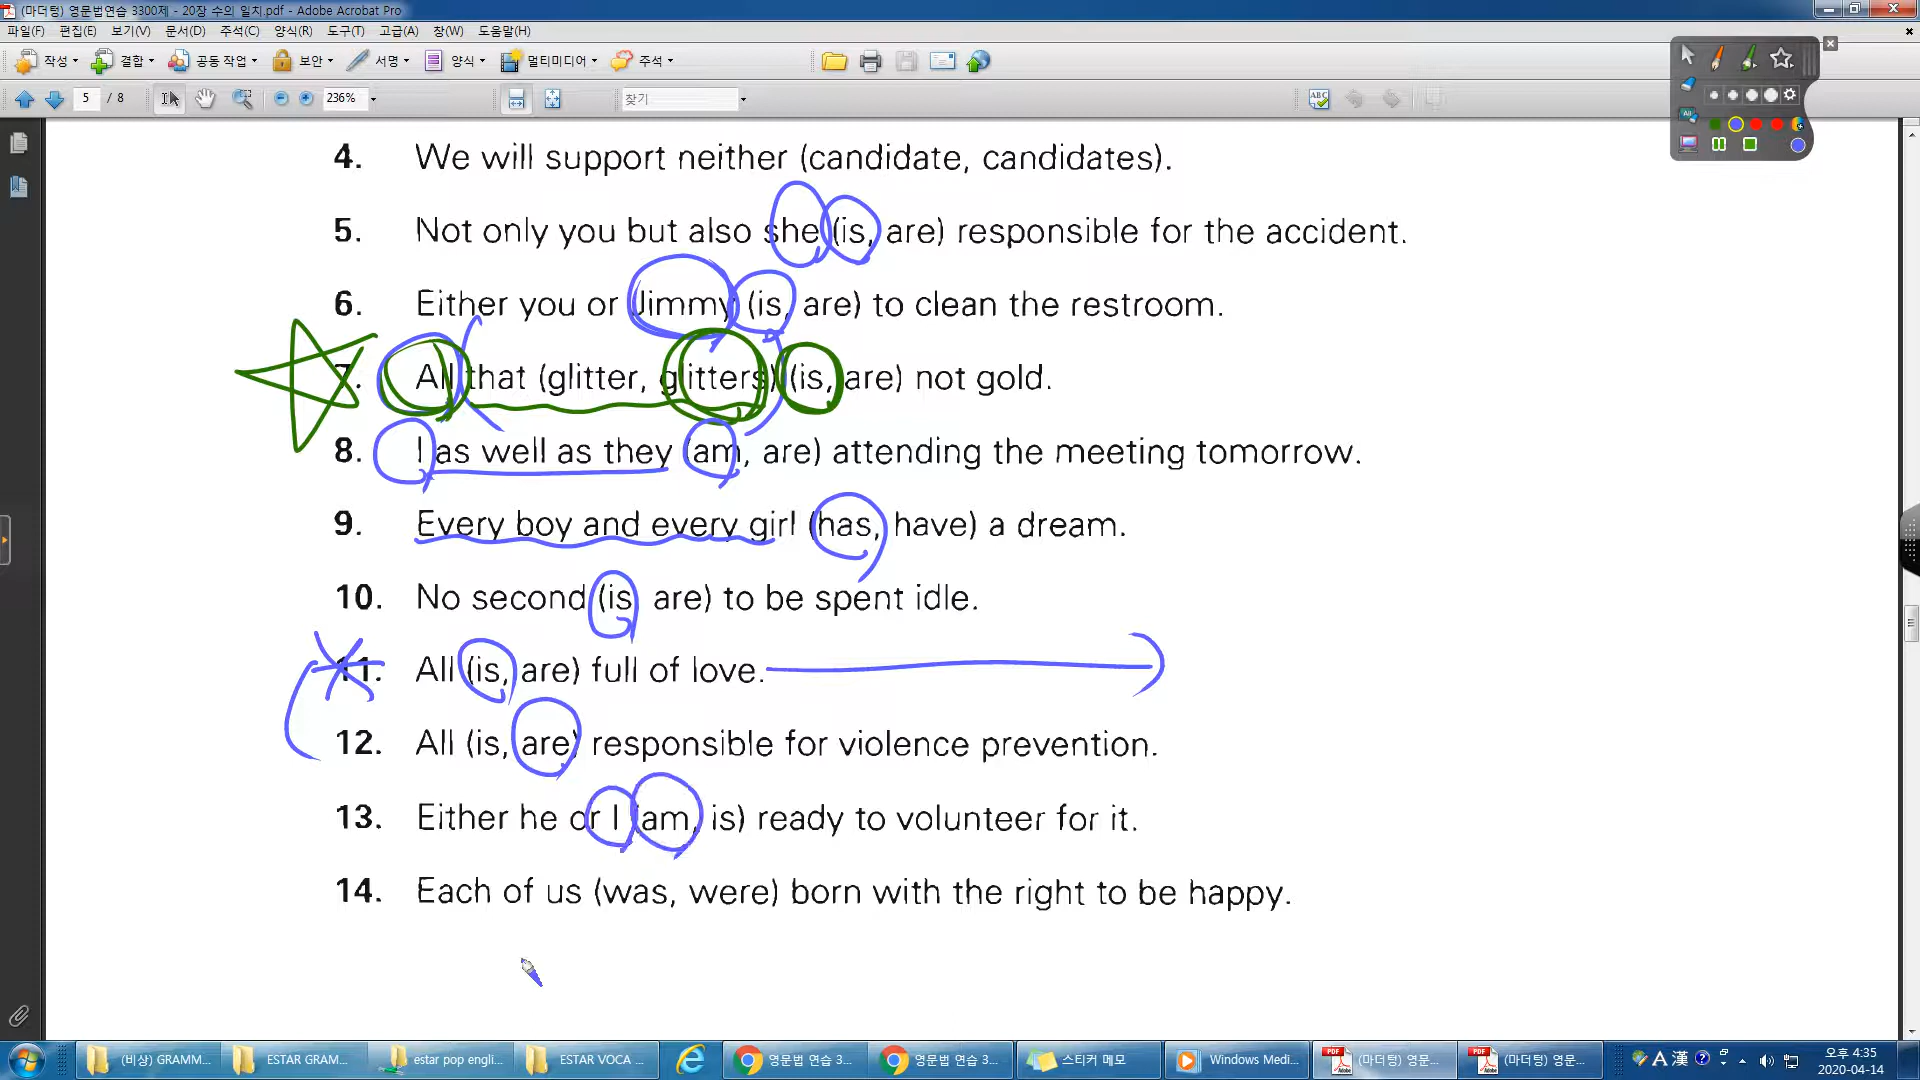 (마더텅) 영문법연습 3300제 - 20장 수의 일치.pdf - Adobe Acrobat Pro
파일(F) 편집(E) 보기(V) 문서(D) 주석(C) 양식(R) 도구(T) 고급(A) 창(W) 도움말(H)
작성 결합 공동 작업 보안 서명 양식 멀티미디어 주석
5 / 8 236% 찾기
4. We will support neither (candidate, candidates).
5. Not only you but also she (is, are) responsible for the accident.
6. Either you or Jimmy (is, are) to clean the restroom.
7. All that (glitter, glitters) (is, are) not gold.
8. I as well as they (am, are) attending the meeting tomorrow.
9. Every boy and every girl (has, have) a dream.
10. No second (is, are) to be spent idle.
11. All (is, are) full of love.
12. All (is, are) responsible for violence prevention.
13. Either he or I (am, is) ready to volunteer for it.
14. Each of us (was, were) born with the right to be happy.
(비상) GRAMM... ESTAR GRAM... estar pop engli... ESTAR VOCA ... 영문법 연습 3... 영문법 연습 3... 스티커 메모 Windows Medi... (마더텅) 영문... (마더텅) 영문... A 漢 오후 4:35
2020-04-14